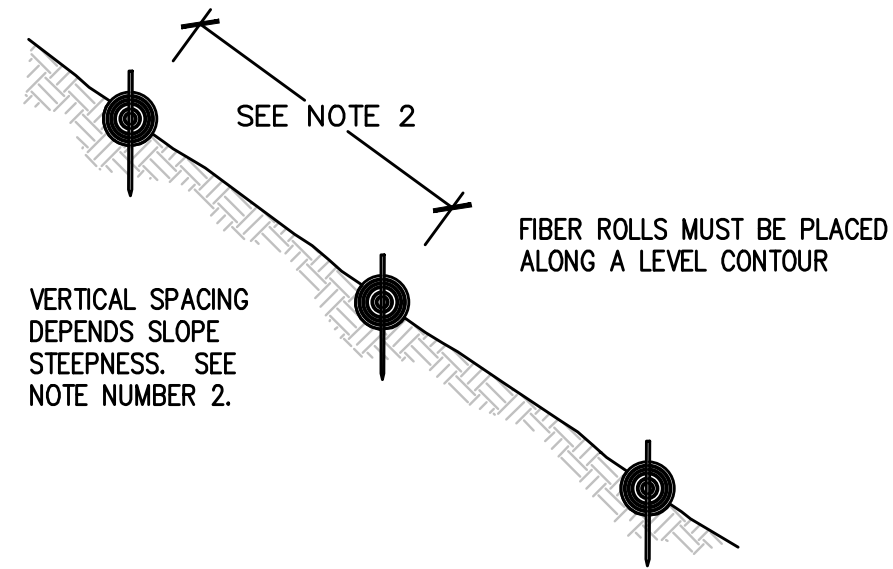 SEE NOTE 2
FIBER ROLLS MUST BE PLACED
ALONG A LEVEL CONTOUR
VERTICAL SPACING
DEPENDS SLOPE
STEEPNESS. SEE
NOTE NUMBER 2.